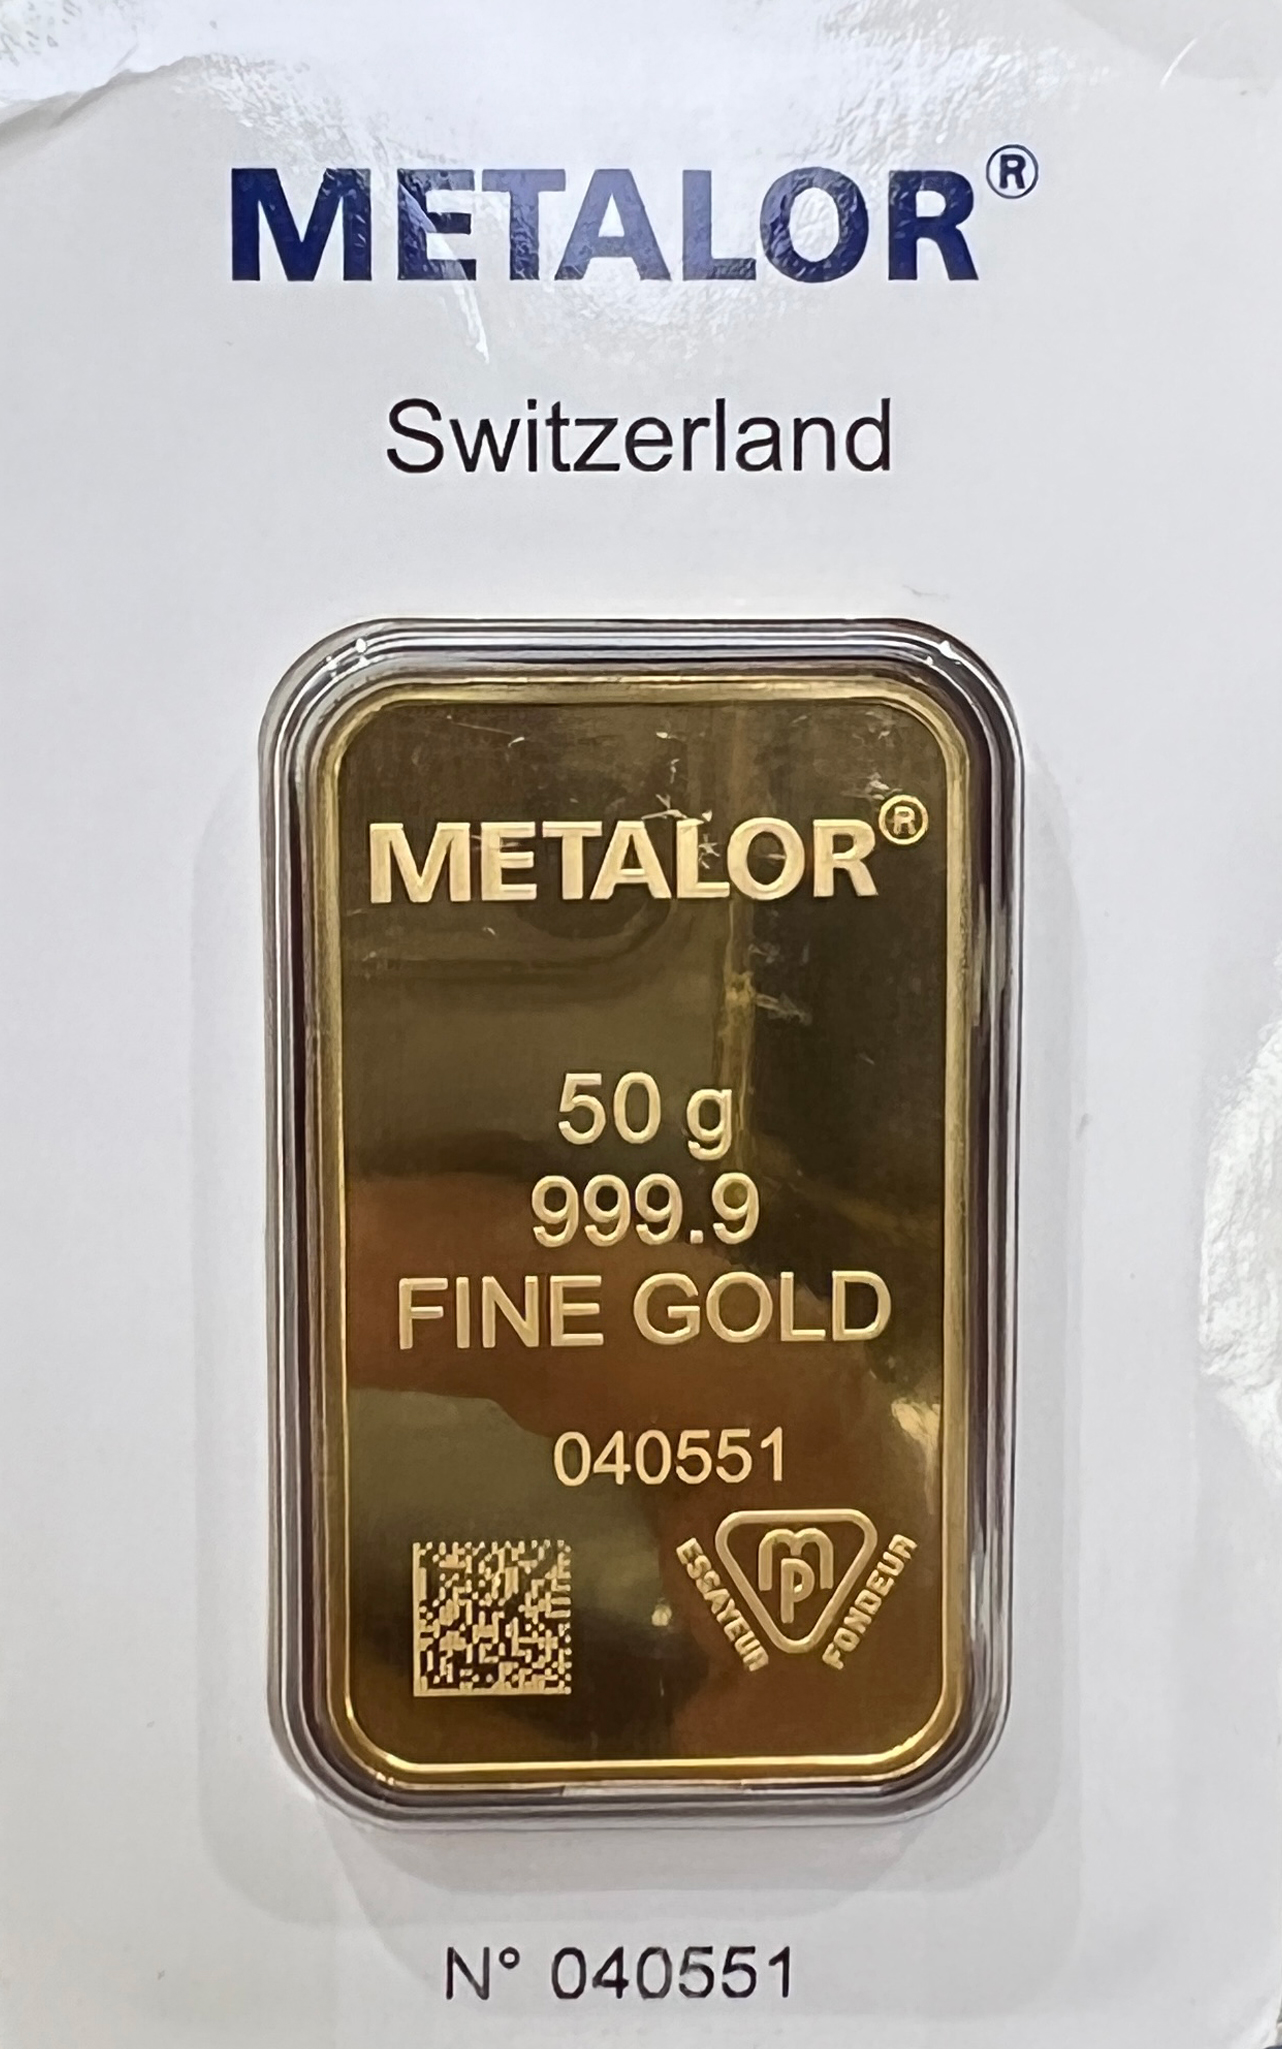 METALOR®
Switzerland
METALOR®
50 g
999.9
FINE GOLD
040551
MP
ESSAYEUR FONDEUR
N° 040551